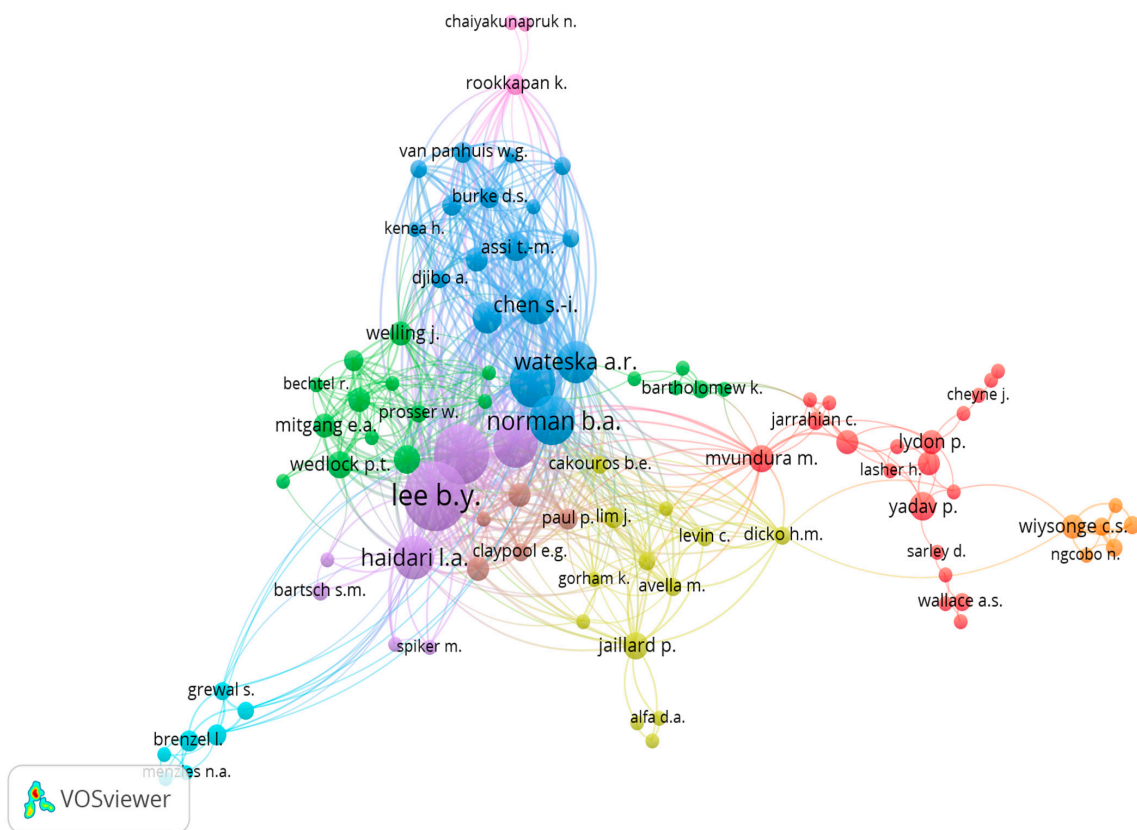 chaiyakunapruk n.
rookkapan k.
van panhuis w.g.
burke d.s.
kenea h.
assi t.-m.
djibo a.
chen s.-i.
welling j.
wateska a.r.
bechtel r.
bartholomew k.
cheyne j.
prosser w.
mitgang e.a.
norman b.a.
jarrahian c.
lydon p.
wedlock p.t.
cakouros b.e.
mvundura m.
lasher h.
lee b.y.
yadav p.
paul p.
lim j.
levin c.
dicko h.m.
wiysonge c.s.
haidari l.a.
claypool e.g.
sarley d.
ngcobo n.
bartsch s.m.
gorham k.
avella m.
wallace a.s.
spiker m.
jaillard p.
grewal s.
alfa d.a.
brenzel l.
menzies n.a.
VOSviewer